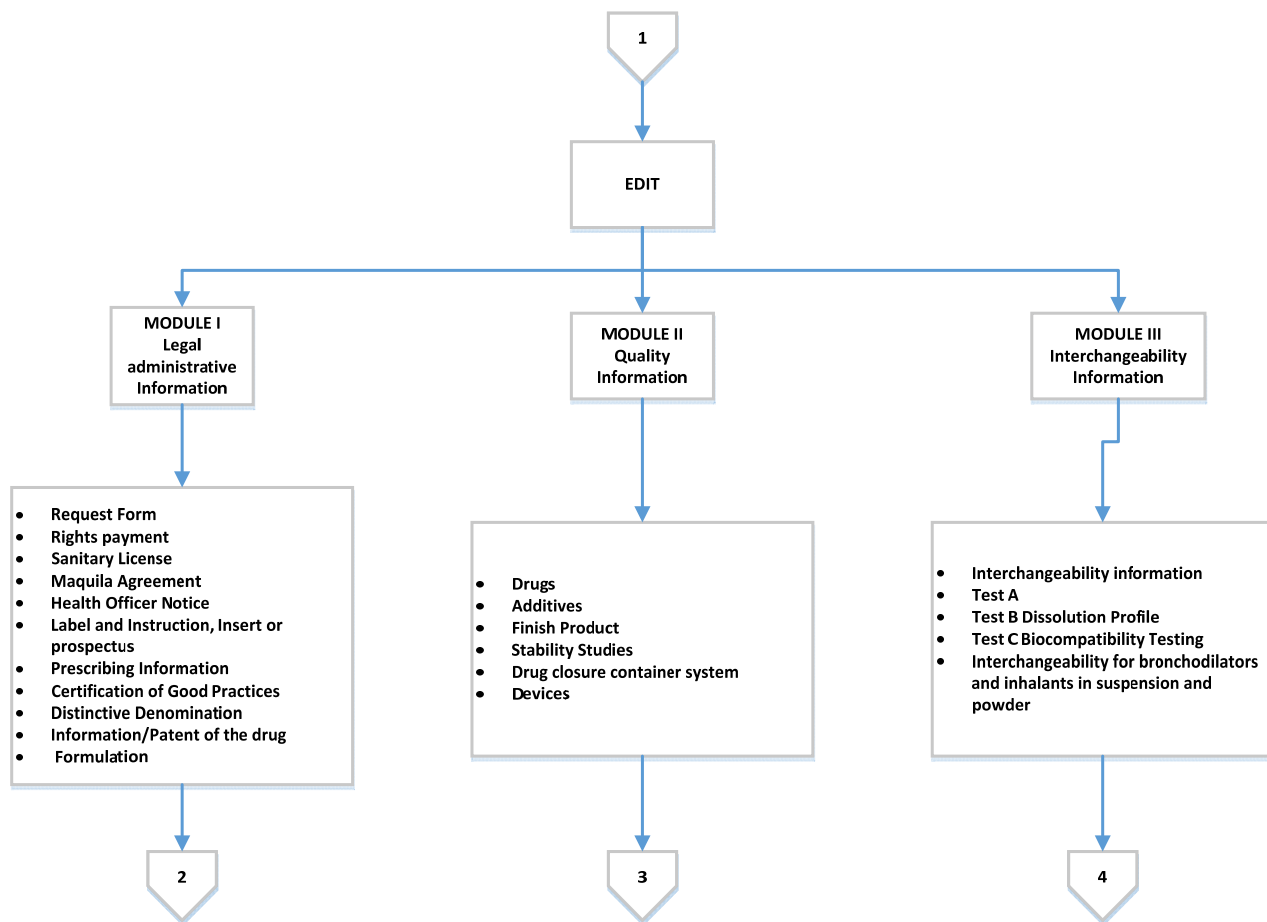 1
EDIT
MODULE I
Legal
administrative
Information
MODULE II
Quality
Information
MODULE III
Interchangeability
Information
• Request Form
• Rights payment
• Sanitary License
• Maquila Agreement
• Health Officer Notice
• Label and Instruction, Insert or
prospectus
• Prescribing Information
• Certification of Good Practices
• Distinctive Denomination
• Information/Patent of the drug
• Formulation
• Drugs
• Additives
• Finish Product
• Stability Studies
• Drug closure container system
• Devices
• Interchangeability information
• Test A
• Test B Dissolution Profile
• Test C Biocompatibility Testing
• Interchangeability for bronchodilators
and inhalants in suspension and
powder
2
3
4